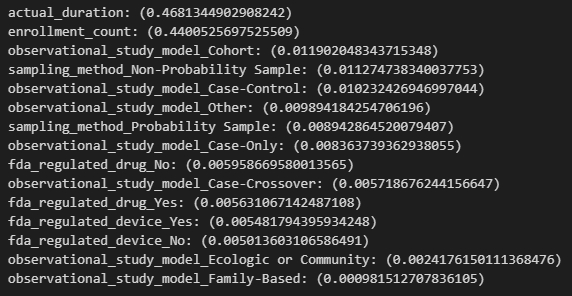 actual_duration: (0.4681344902908242)
enrollment_count: (0.4400525697525509)
observational_study_model_Cohort: (0.011902048343715348)
sampling_method_Non-Probability Sample: (0.011274738340037753)
observational_study_model_Case-Control: (0.010232426946997044)
observational_study_model_Other: (0.009894184254706196)
sampling_method_Probability Sample: (0.008942864520079407)
observational_study_model_Case-Only: (0.008363739362938055)
fda_regulated_drug_No: (0.005958669580013565)
observational_study_model_Case-Crossover: (0.005718676244156647)
fda_regulated_drug_Yes: (0.005631067142487108)
fda_regulated_device_Yes: (0.005481794395934248)
fda_regulated_device_No: (0.005013603106586491)
observational_study_model_Ecologic or Community: (0.0024176150111368476)
observational_study_model_Family-Based: (0.000981512707836105)